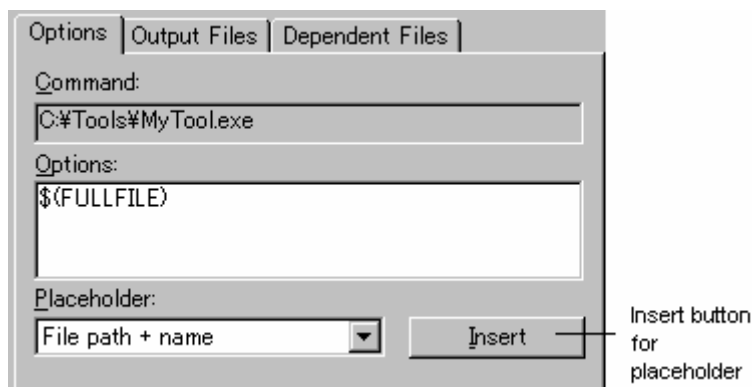 Options Output Files Dependent Files
Command:
C:¥Tools¥MyTool.exe
Options:
$(FULLFILE)
Placeholder:
File path + name Insert
Insert button
for
placeholder